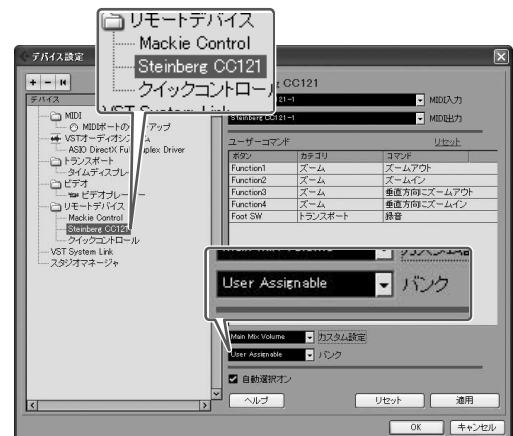 リモートデバイス
Mackie Control
Steinberg CC121
クイックコントロー
デバイス設定
デバイス
MIDI
MIDIポートの
アップ
VSTオーディオシ
ASIO DirectX Fu
plex Driver
トランスポート
タイムディスプレ
ビデオ
ビデオプレー
ー
リモートデバイス
Mackie Control
Steinberg CC121
クイックコントロール
VST System Link
スタジオマネージャ
CC121
21-1
MIDI入力
Steinberg CC121-1
MIDI出力
ユーザーコマンド
リセット
ボタン カテゴリ コマンド
Function1 ズーム ズームアウト
Function2 ズーム ズームイン
Function3 ズーム 垂直方向にズームアウト
Function4 ズーム 垂直方向にズームイン
Foot SW トランスポート 録音
User Assignable バンク
Main Mix Volume カスタム設定
User Assignable バンク
自動選択オン
ヘルプ リセット 適用
OK キャンセル